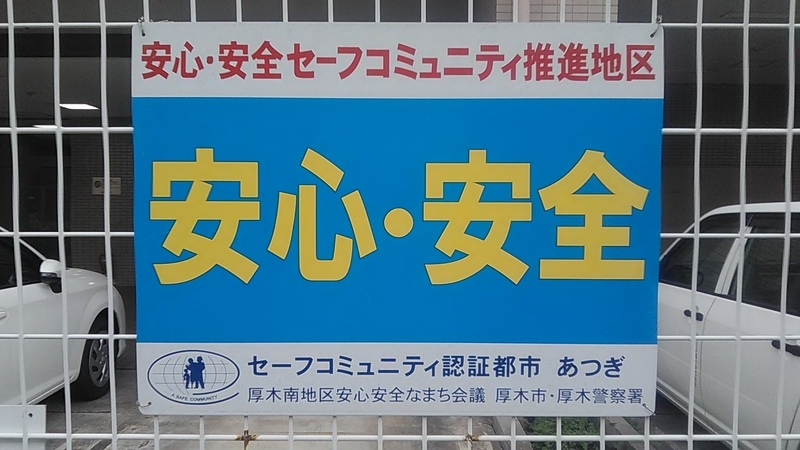 安心・安全セーフコミュニティ推進地区
安心・安全
セーフコミュニティ認証都市 あつぎ
A SAFE COMMUNITY
厚木南地区安心安全なまち会議 厚木市・厚木警察署